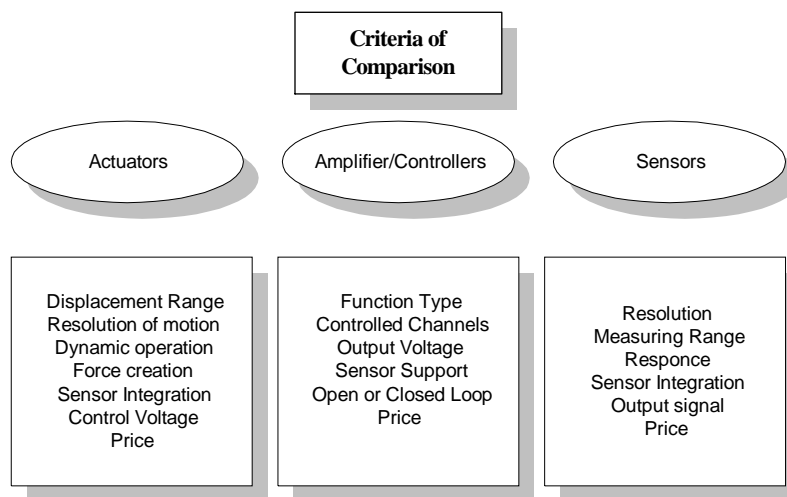 Criteria of
Comparison
Actuators
Amplifier/Controllers
Sensors
Displacement Range
Resolution of motion
Dynamic operation
Force creation
Sensor Integration
Control Voltage
Price
Function Type
Controlled Channels
Output Voltage
Sensor Support
Open or Closed Loop
Price
Resolution
Measuring Range
Responce
Sensor Integration
Output signal
Price